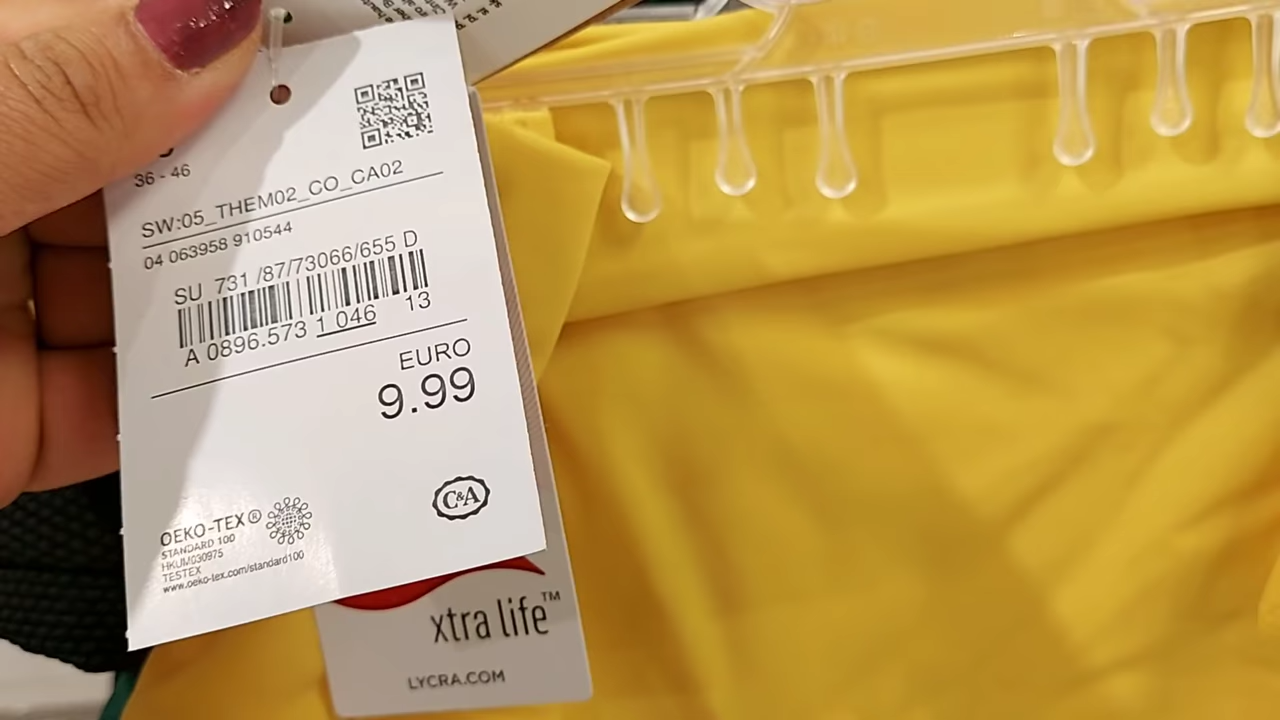 36 - 46
SW:05_THEM02_CO_CA02
04 063958 910544
SU 731 /87/73066/655 D
A 0896.573 1 046 13
EURO
9.99
C&A
OEKO-TEX®
STANDARD 100
HKUM030975
TESTEX
www.oeko-tex.com/standard100
xtra life™
LYCRA.COM